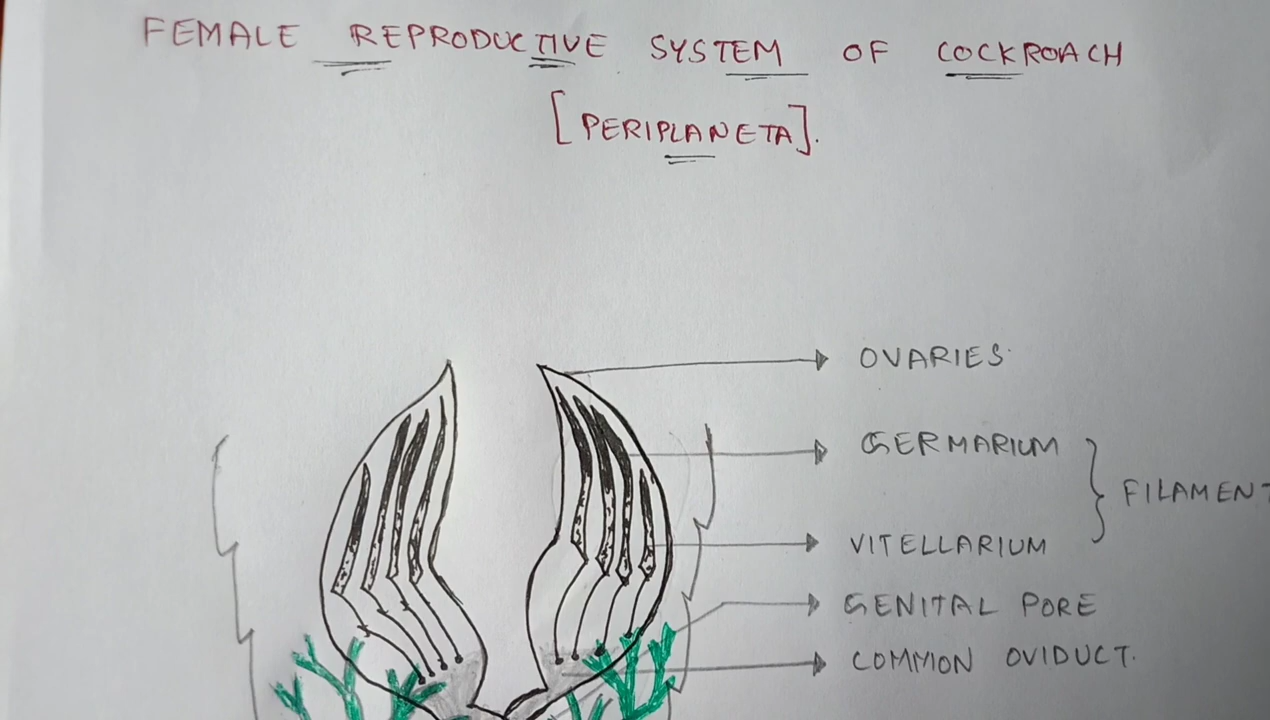 FEMALE REPRODUCTIVE SYSTEM OF COCKROACH
[PERIPLANETA].
OVARIES
GERMARIUM
FILAMENT
VITELLARIUM
GENITAL PORE
COMMON OVIDUCT.